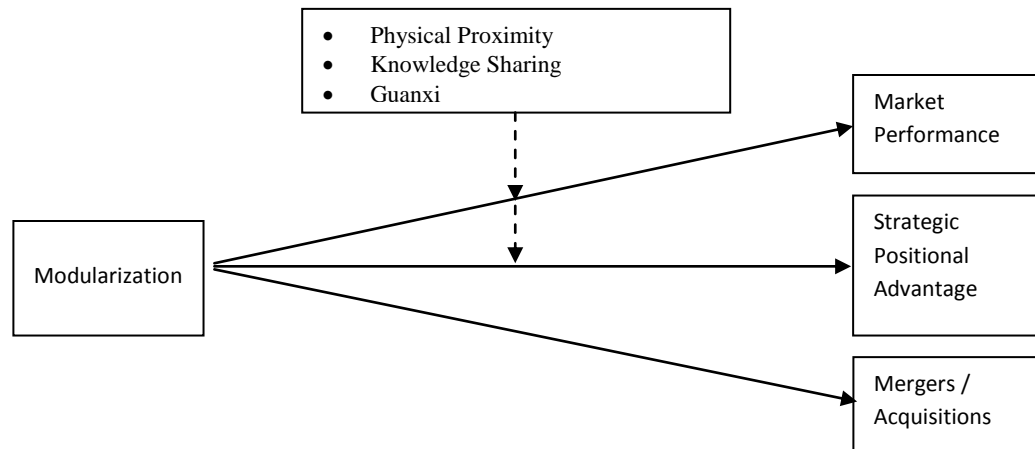 • Physical Proximity
• Knowledge Sharing
• Guanxi
Market
Performance
Modularization
Strategic
Positional
Advantage
Mergers /
Acquisitions